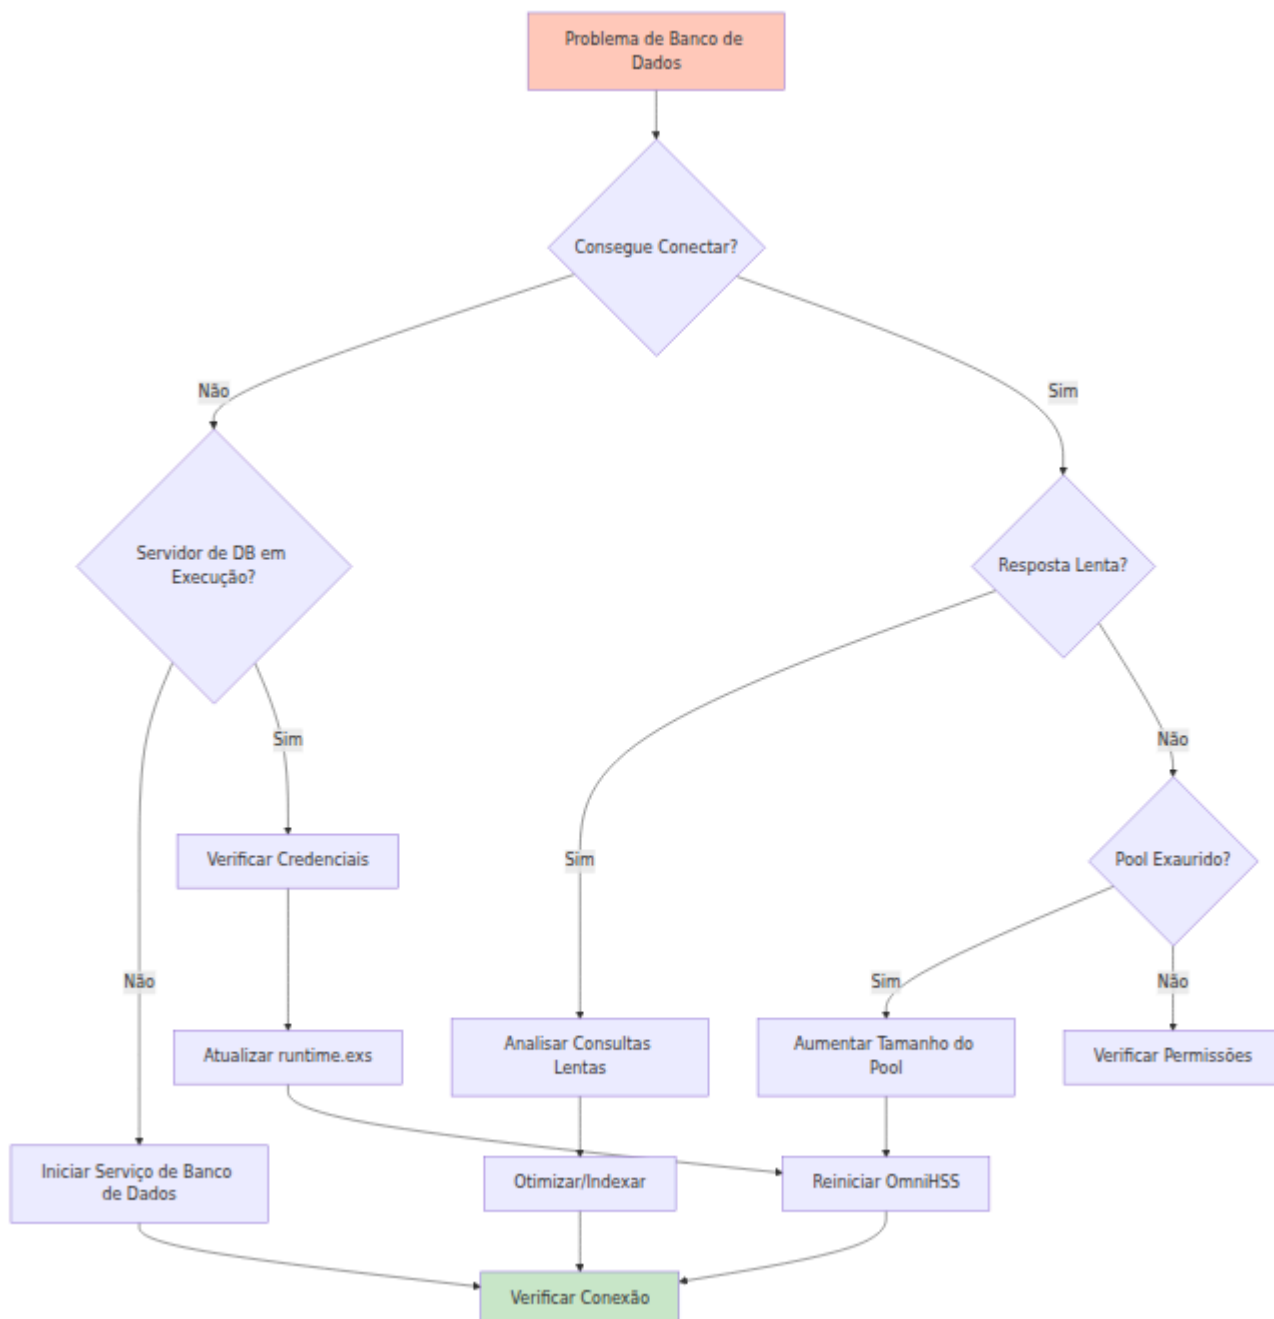 Problema de Banco de
Dados
Consegue Conectar?
Não
Sim
Servidor de DB em
Execução?
Resposta Lenta?
Sim
Não
Verificar Credenciais
Sim
Pool Exaurido?
Não
Sim
Não
Atualizar runtime.exs
Analisar Consultas
Lentas
Aumentar Tamanho do
Pool
Verificar Permissões
Iniciar Serviço de Banco
de Dados
Otimizar/Indexar
Reiniciar OmniHSS
Verificar Conexão